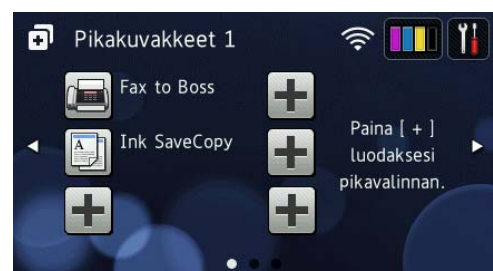 Pikakuvakkeet 1
Fax to Boss
A
Ink SaveCopy
Paina [ + ]
luodaksesi
pikavalinnan.